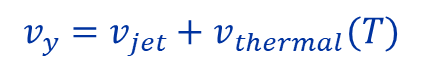 v_y = v_jet + v_thermal(T)